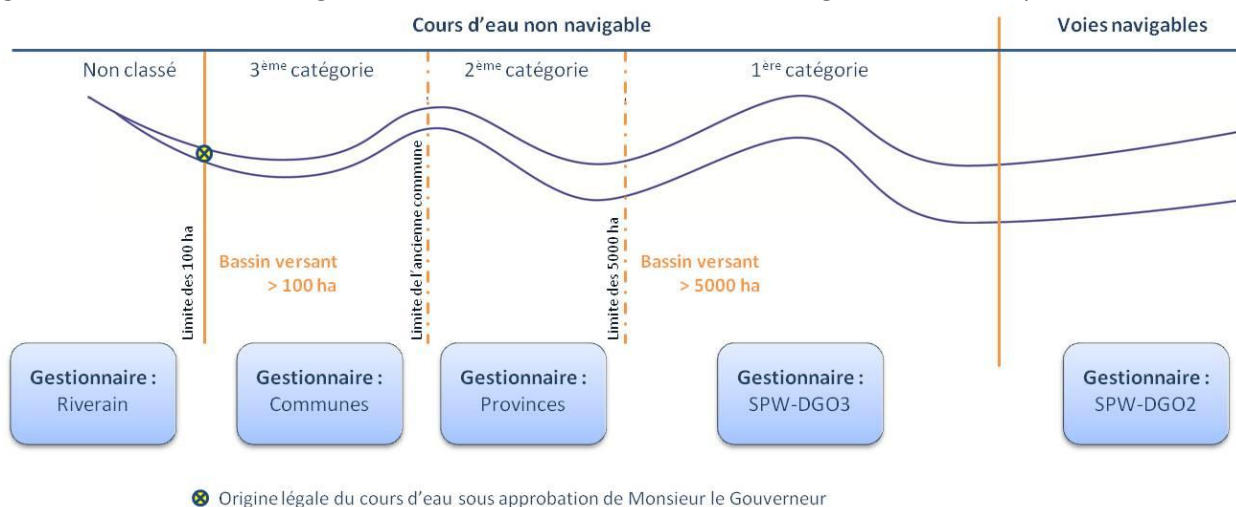 Cours d'eau non navigable
Voies navigables
Non classé
3ème catégorie
2ème catégorie
1ère catégorie
Limite des 100 ha
Bassin versant
> 100 ha
Limite de l'ancienne commune
Limite des 5000 ha
Bassin versant
> 5000 ha
Gestionnaire :
Riverain
Gestionnaire :
Communes
Gestionnaire :
Provinces
Gestionnaire :
SPW-DGO3
Gestionnaire :
SPW-DGO2
Origine légale du cours d'eau sous approbation de Monsieur le Gouverneur